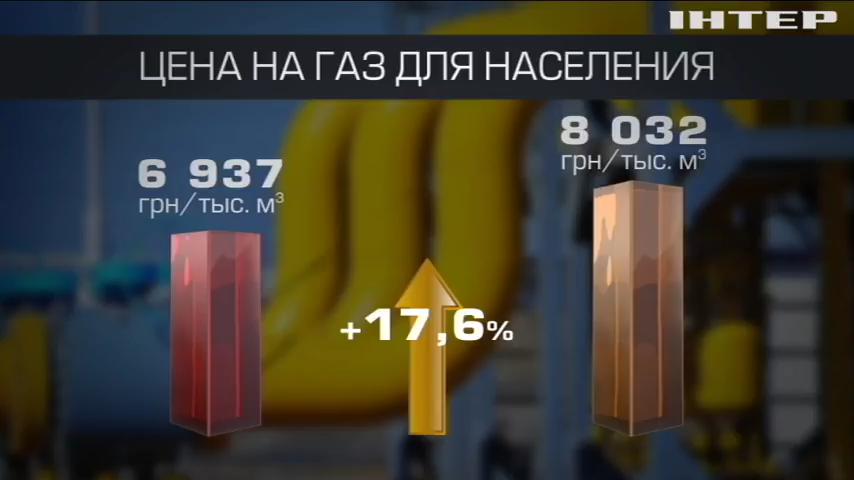 ІНТЕР
ЦЕНА НА ГАЗ ДЛЯ НАСЕЛЕНИЯ
8 032
грн/тыс. м³
6 937
грн/тыс. м³
+17,6%